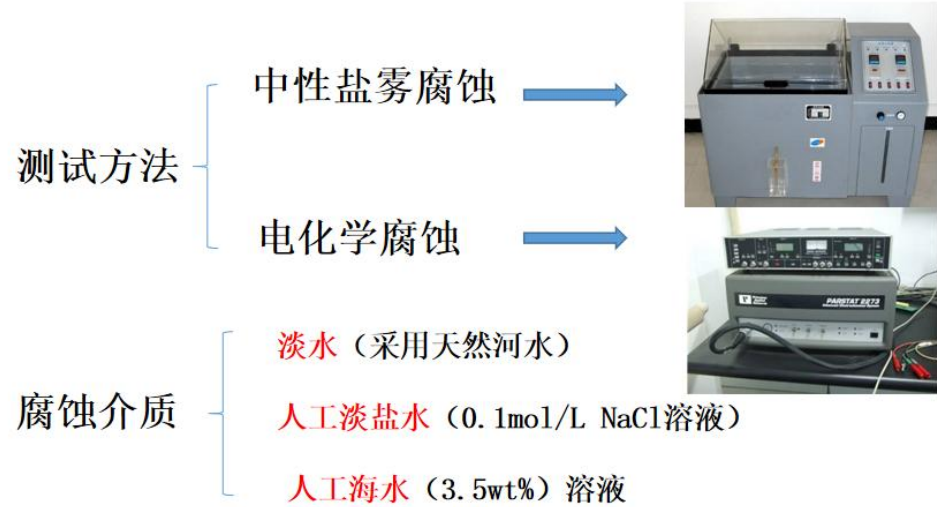 测试方法
中性盐雾腐蚀
电化学腐蚀
PARSTAT 2273
腐蚀介质
淡水（采用天然河水）
人工淡盐水（0.1mol/L NaCl溶液）
人工海水（3.5wt%）溶液